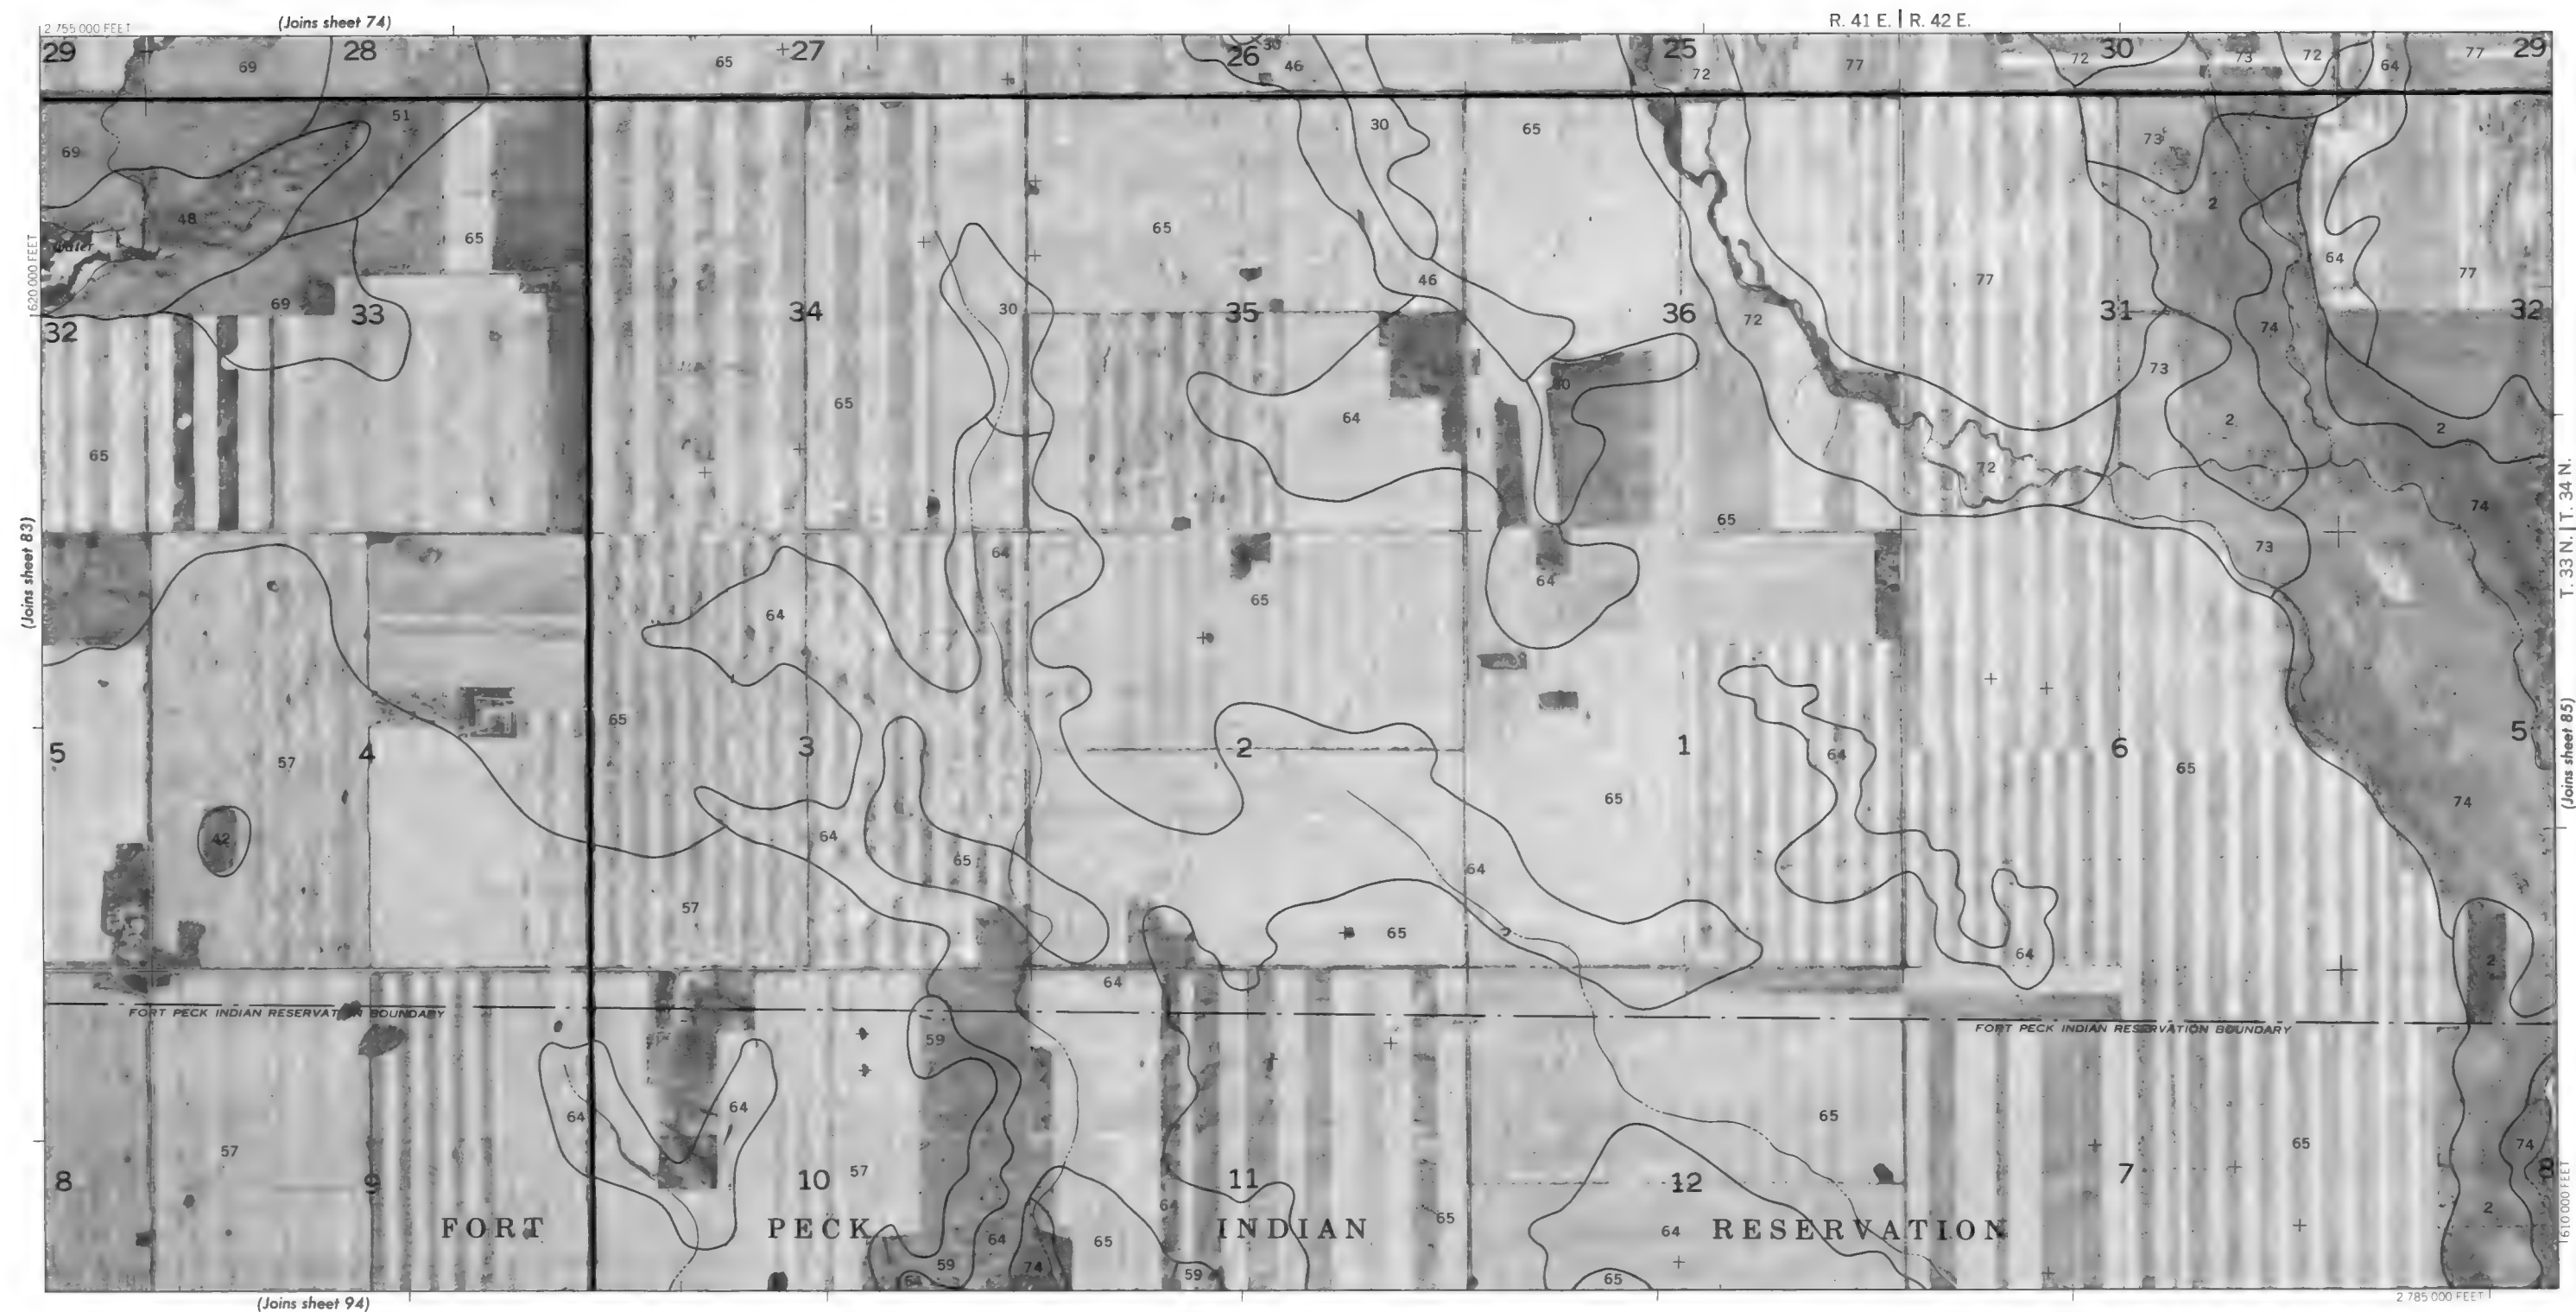 (Joins sheet 74)
R. 41 E. | R. 42 E.
2 755 000 FEET
29 28 27 26 30 25 30 29
69 65 46 72 77 72 73 72 64 77
51
69 30 65 73
48 65 65 2
water
1 620 000 FEET
69 30 46 77 64 77
32 33 34 35 36 31 32
72 74
65 64 30 73
65 72 2 2
T. 33 N. | T. 34 N.
(Joins sheet 83)
64 65 73 74
64 65 64
65
5 4 3 2 1 6 5
57 64 65
(Joins sheet 85)
42 64 65 74
65 64
57 65 64 2
64
FORT PECK INDIAN RESERVATION BOUNDARY
FORT PECK INDIAN RESERVATION BOUNDARY
59
64 64 65
57 57 65 74
8 9 10 11 12 7 8
64 65 2
FORT PECK INDIAN RESERVATION
64 65 64
59 74 59 65
64
1 610 000 FEET
(Joins sheet 94)
2 785 000 FEET